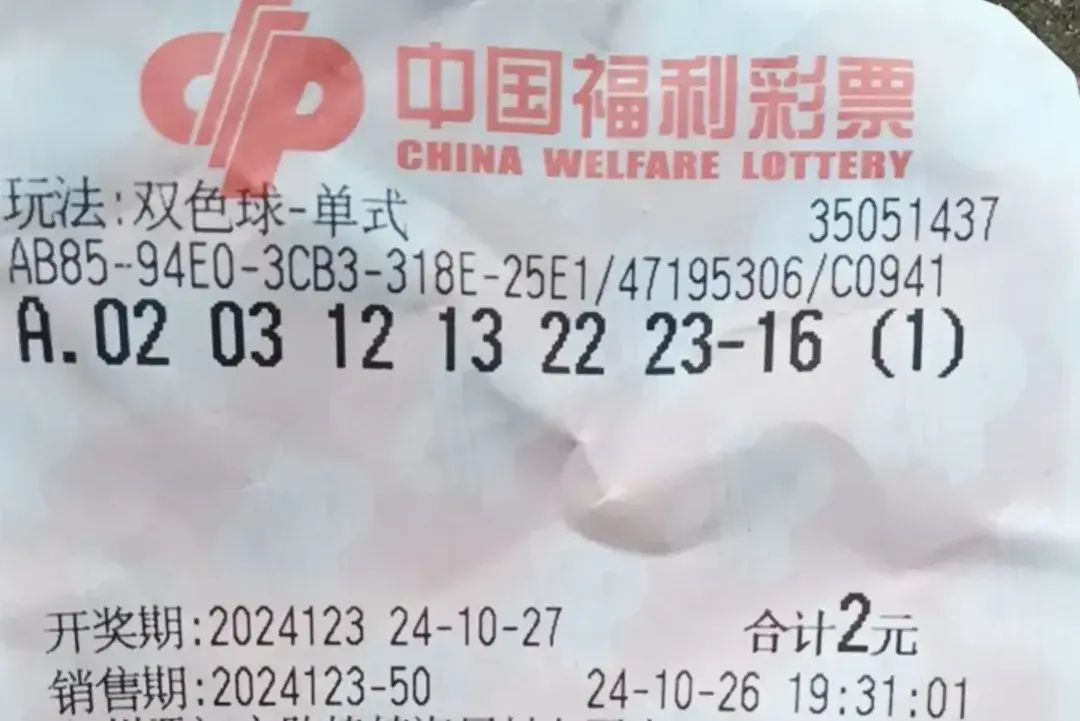 中国福利彩票
CHINA WELFARE LOTTERY
玩法:双色球-单式 35051437
AB85-94E0-3CB3-318E-25E1/47195306/C0941
A.02 03 12 13 22 23-16 (1)
开奖期:2024123 24-10-27 合计2元
销售期:2024123-50 24-10-26 19:31:01